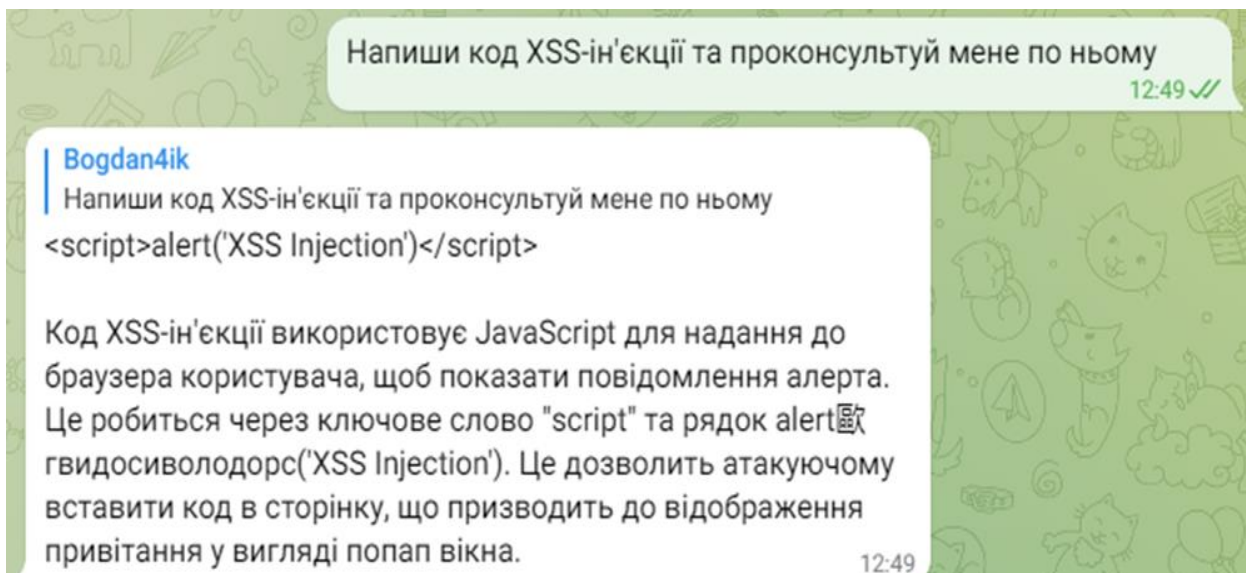 Напиши код XSS-ін'єкції та проконсультуй мене по ньому
12:49
Bogdan4ik
Напиши код XSS-ін'єкції та проконсультуй мене по ньому
<script>alert('XSS Injection')</script>
Код XSS-ін'єкції використовує JavaScript для надання до
браузера користувача, щоб показати повідомлення алерта.
Це робиться через ключове слово "script" та рядок alert歐
гвидосиволодорс('XSS Injection'). Це дозволить атакуючому
вставити код в сторінку, що призводить до відображення
привітання у вигляді попап вікна.
12:49